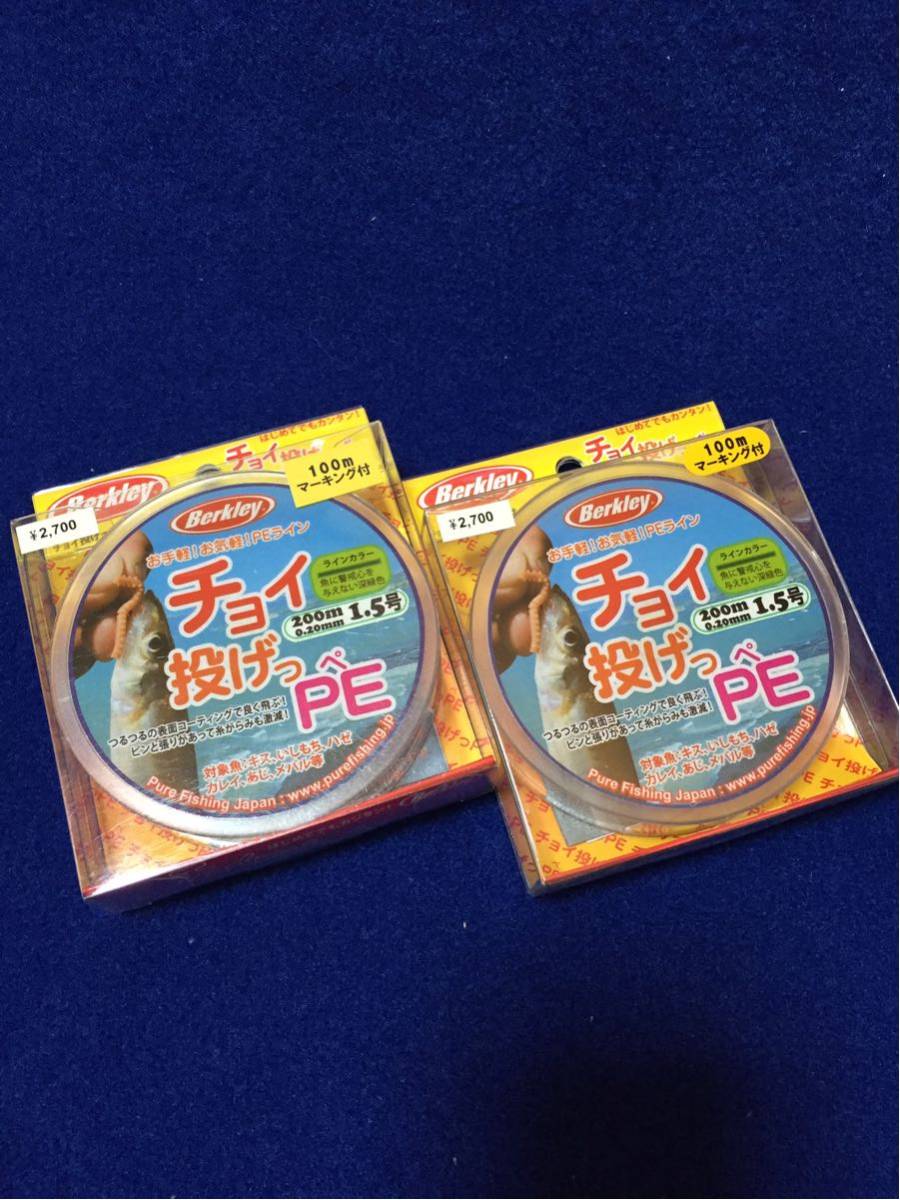 はじめてでもカンタン!
チョイ投げっ
Berkley
100m
マーキング付
¥2,700
Berkley
お手軽!お気軽!PEライン
ラインカラー
魚に警戒心を
与えない深緑色
チョイ
投げっ
200m 1.5号
0.20mm
ペ
PE
つるつるの表面コーティングで良く飛ぶ!
ピンと張りがあって糸がらみも激減!
対象魚:キス、いしもち、ハゼ
カレイ、あじ、メバル等
Pure Fishing Japan : www.purefishing.jp
はじめてでもカンタン!
チョイ投げっ
Berkley
100m
マーキング付
¥2,700
Berkley
お手軽!お気軽!PEライン
ラインカラー
魚に警戒心を
与えない深緑色
チョイ
投げっ
200m 1.5号
0.20mm
ペ
PE
つるつるの表面コーティングで良く飛ぶ!
ピンと張りがあって糸がらみも激減!
対象魚:キス、いしもち、ハゼ
カレイ、あじ、メバル等
Pure Fishing Japan : www.purefishing.jp